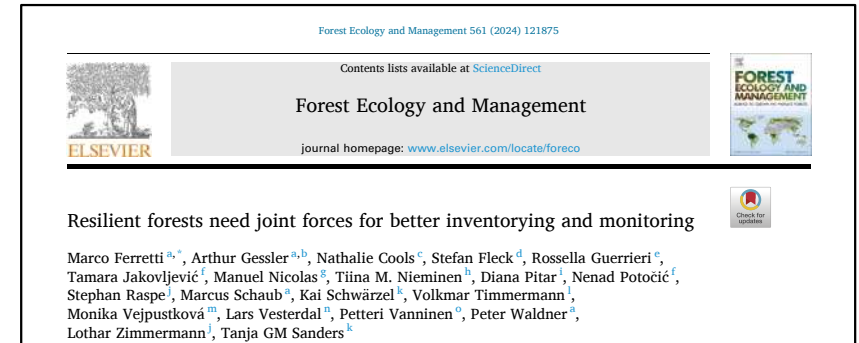 Forest Ecology and Management 561 (2024) 121875
Contents lists available at ScienceDirect
Forest Ecology and Management
journal homepage: www.elsevier.com/locate/foreco
ELSEVIER
FOREST
ECOLOGY AND
MANAGEMENT
Check for
updates
Resilient forests need joint forces for better inventorying and monitoring
Marco Ferretti a,*, Arthur Gessler a,b, Nathalie Cools c, Stefan Fleck d, Rossella Guerrieri e,
Tamara Jakovljević f, Manuel Nicolas g, Tiina M. Nieminen h, Diana Pitar i, Nenad Potočić f,
Stephan Raspe j, Marcus Schaub a, Kai Schwärzel k, Volkmar Timmermann l,
Monika Vejpustková m, Lars Vesterdal n, Petteri Vanninen o, Peter Waldner a,
Lothar Zimmermann j, Tanja GM Sanders k